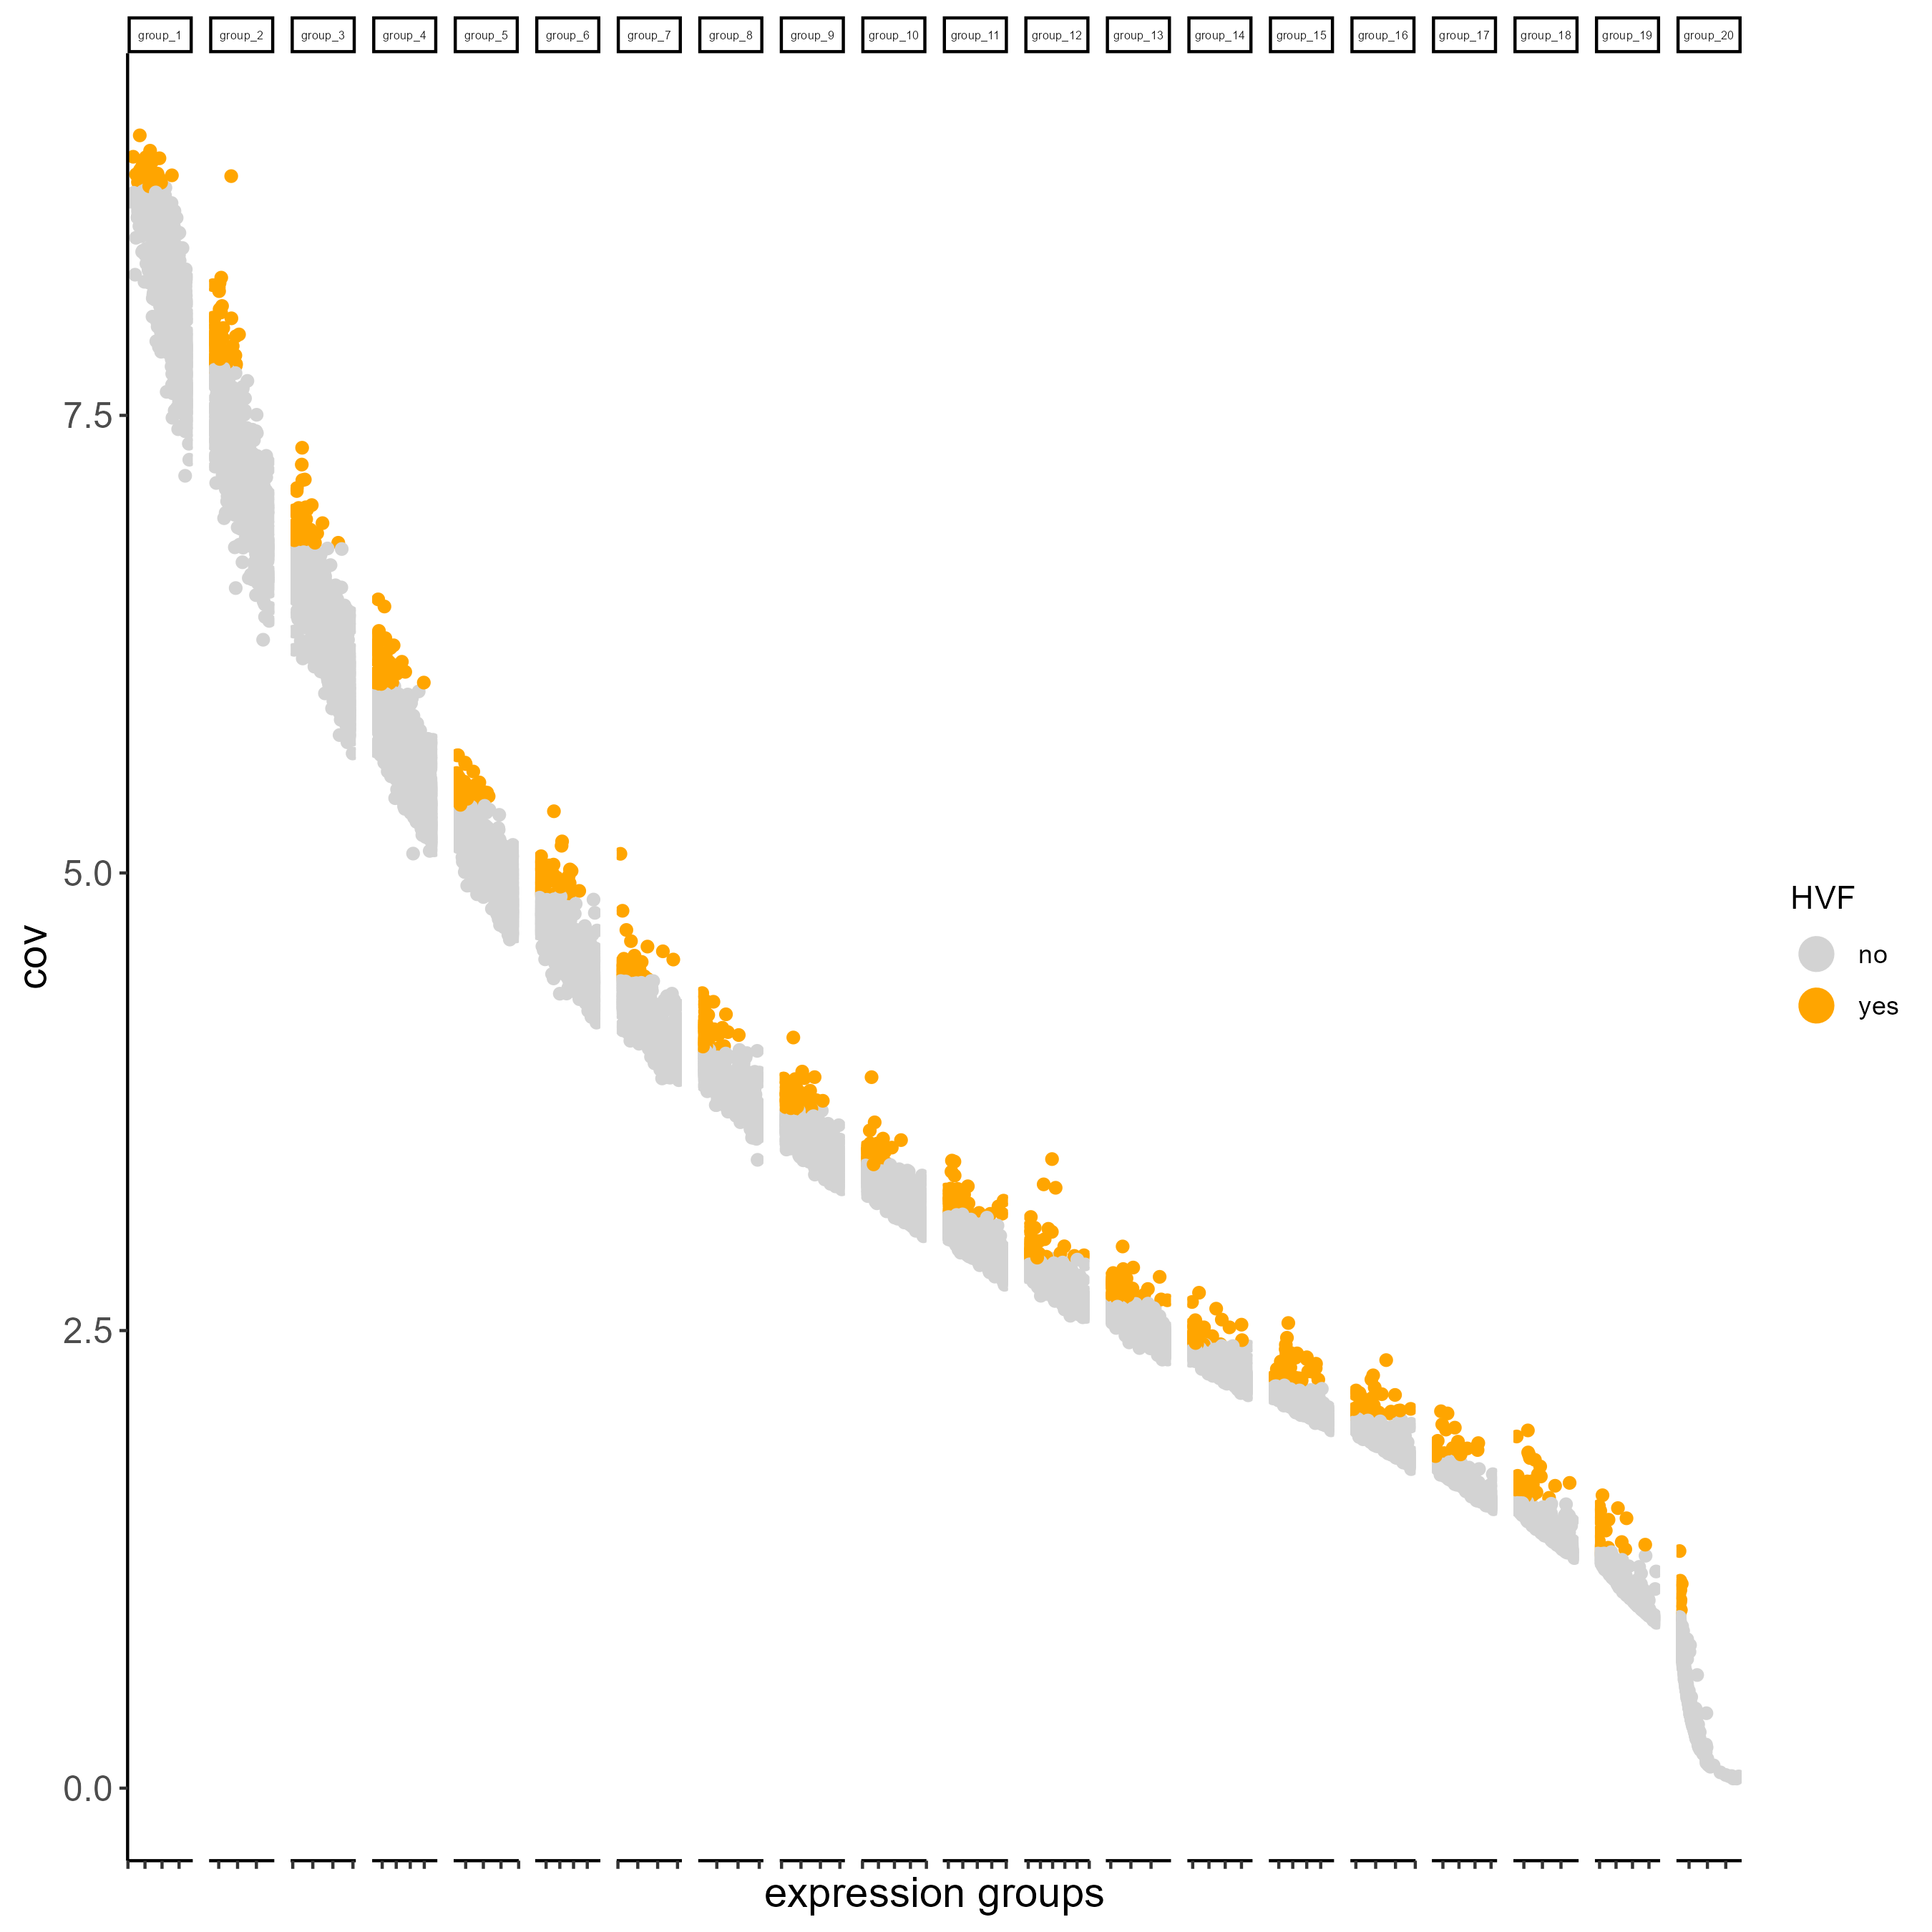 group_1 group_2 group_3 group_4 group_5 group_6 group_7 group_8 group_9 group_10 group_11 group_12 group_13 group_14 group_15 group_16 group_17 group_18 group_19 group_20
7.5
5.0
2.5
0.0
cov
expression groups
HVF
no
yes